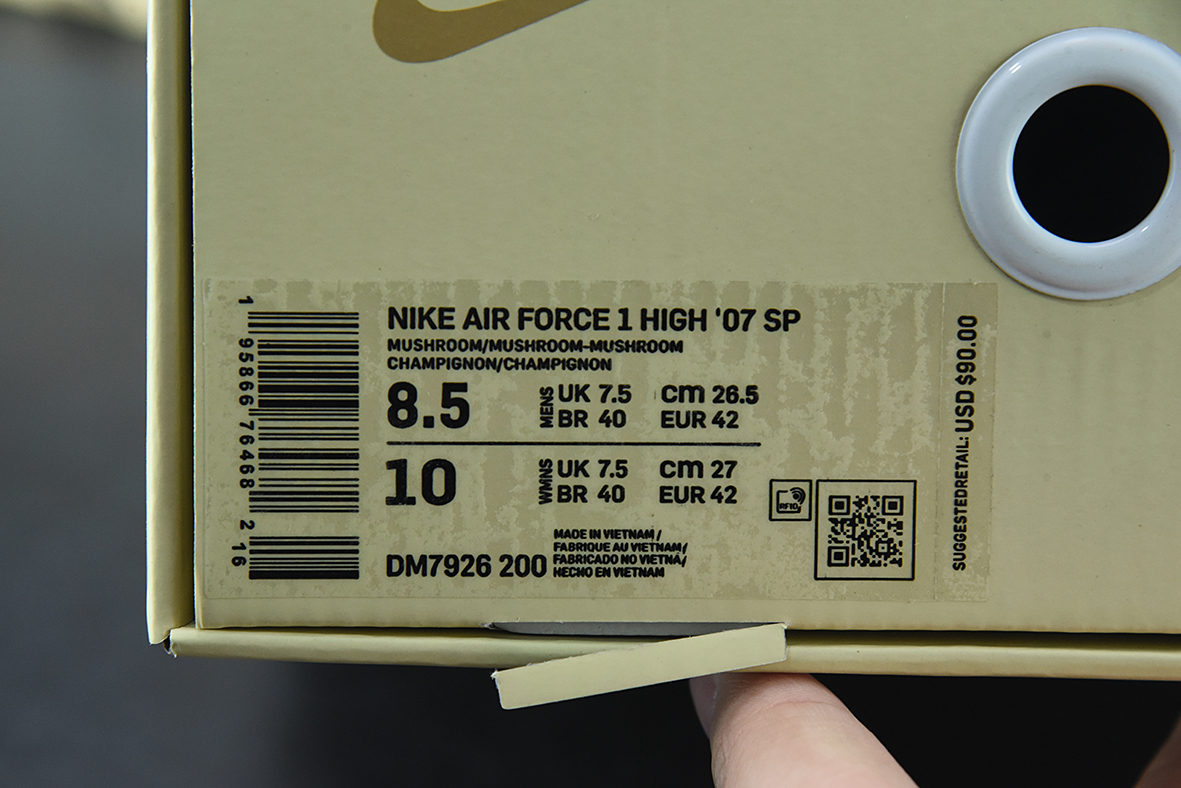 NIKE AIR FORCE 1 HIGH '07 SP
MUSHROOM/MUSHROOM-MUSHROOM
CHAMPIGNON/CHAMPIGNON
8.5 MENS UK 7.5 cm 26.5
BR 40 EUR 42
10 WMNS UK 7.5 cm 27
BR 40 EUR 42
RFID
DM7926 200
MADE IN VIETNAM /
FABRIQUE AU VIETNAM/
FABRICADO NO VIETNA/
HECHO EN VIETNAM
1 95866 76468 2 16
SUGGESTEDRETAIL: USD $90.00